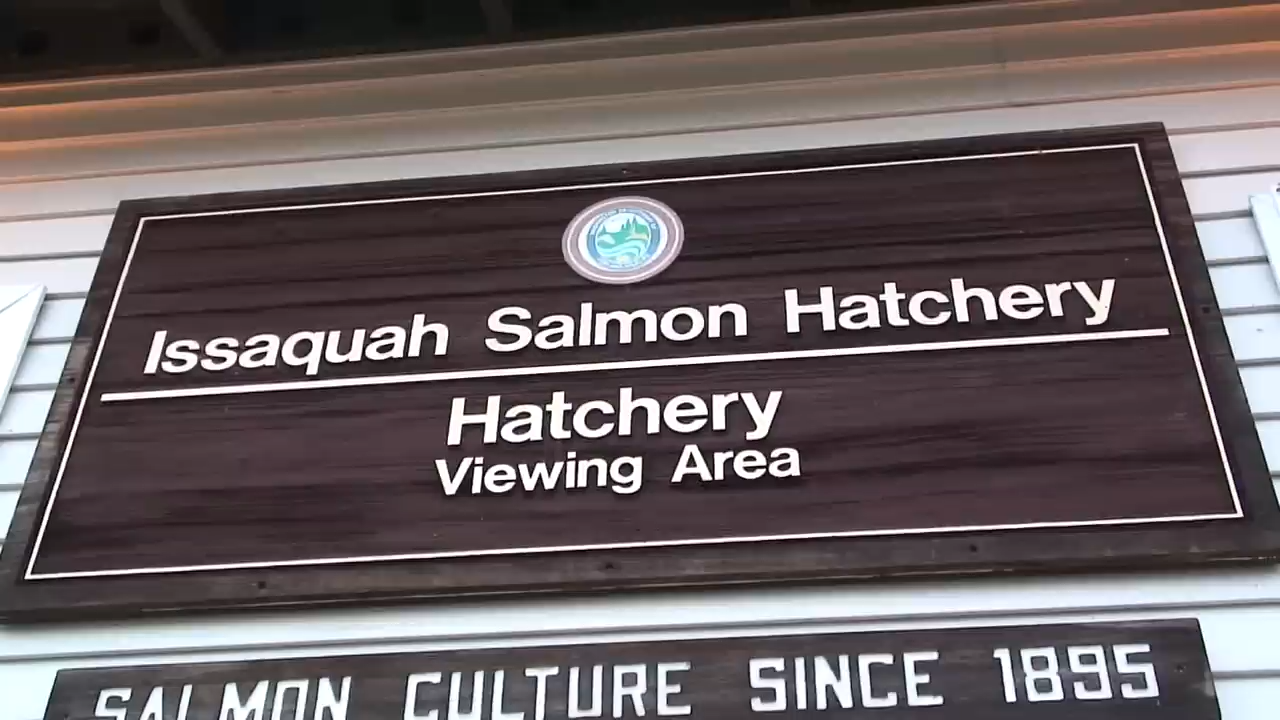 Issaquah Salmon Hatchery
Hatchery
Viewing Area
SALMON CULTURE SINCE 1895